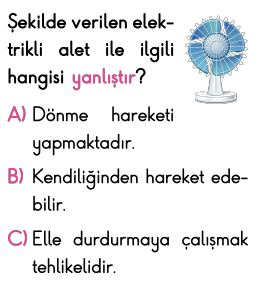 Şekilde verilen elek-
trikli alet ile ilgili
hangisi yanlıştır?
A) Dönme hareketi
yapmaktadır.
B) Kendiliğinden hareket ede-
bilir.
C) Elle durdurmaya çalışmak
tehlikelidir.